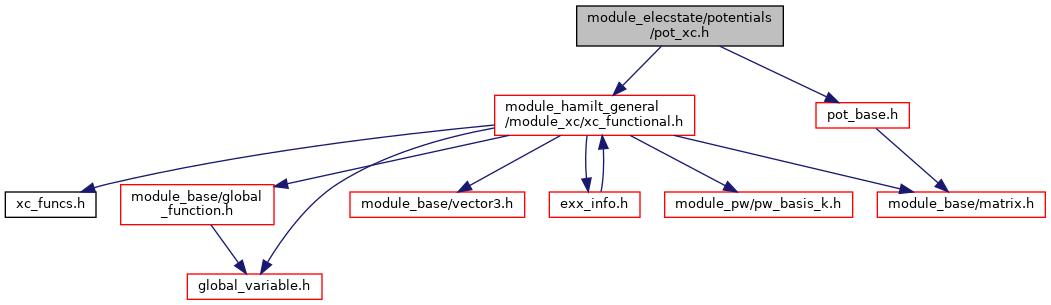 module_elecstate/potentials
/pot_xc.h
module_hamilt_general
/module_xc/xc_functional.h
pot_base.h
xc_funcs.h
module_base/global
_function.h
module_base/vector3.h
exx_info.h
module_pw/pw_basis_k.h
module_base/matrix.h
global_variable.h